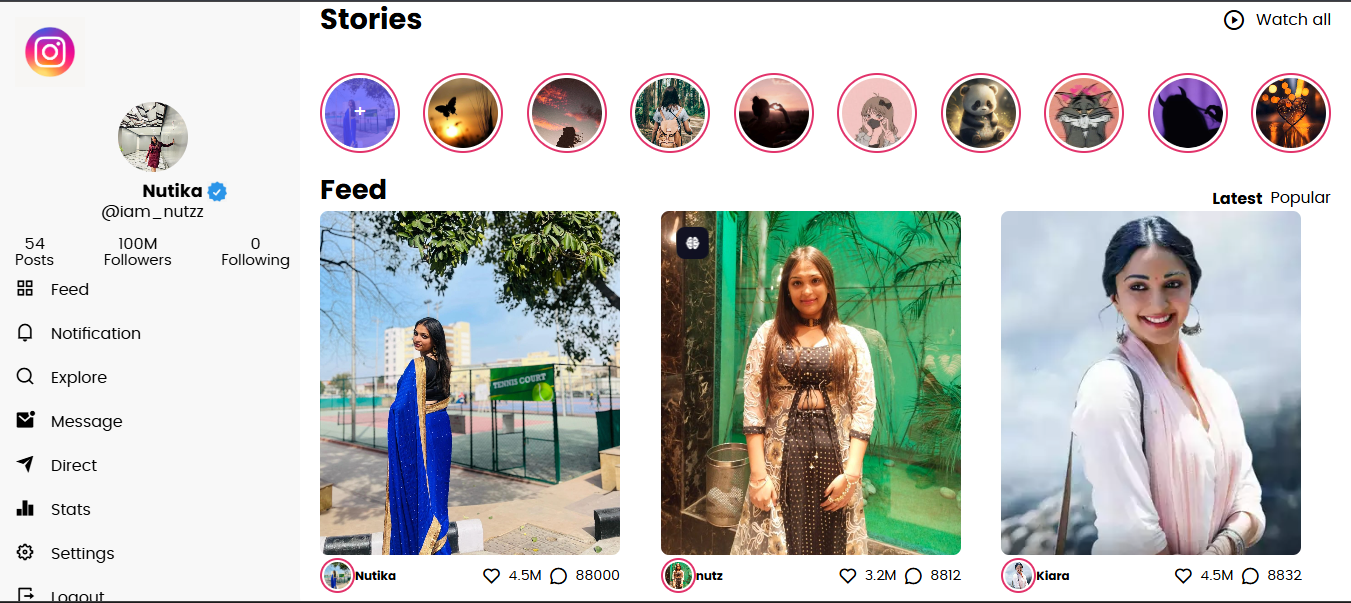 Stories
Watch all
Nutika
@iam_nutzz
54
Posts
100M
Followers
0
Following
Feed
Notification
Explore
Message
Direct
Stats
Settings
Logout
Feed
Latest Popular
TENNIS COURT
Nutika 4.5M 88000
nutz 3.2M 8812
Kiara 4.5M 8832